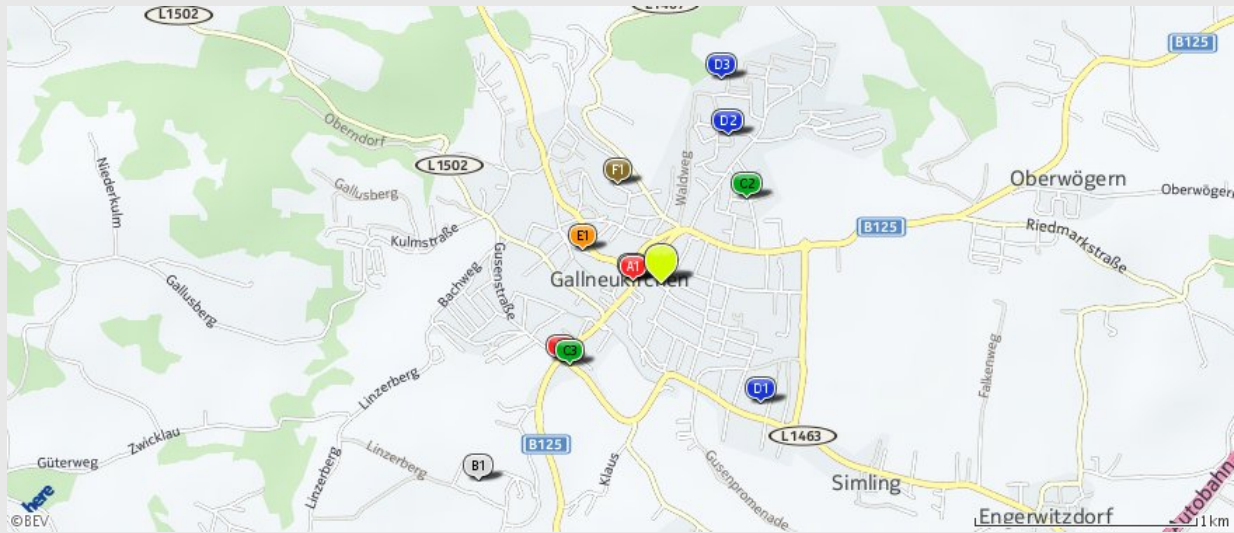 L1502
B125
D3
D2
Oberndorf
L1502
Niederkulm
Gallusberg
F1
Waldweg
C2
Oberwögern
Oberwögern
Kulmstraße
E1
B125
Riedmarkstraße
Gusenstraße
A1
Gallneukirchen
Bachweg
Gallusberg
C3
Falkenweg
Linzerberg
D1
Zwicklau
B125
L1463
Güterweg
Linzerberg
B1
Linzerberg
Klaus
Gusenpromenade
Simling
here
Engerwitzdorf
Autobahn
©BEV
1km